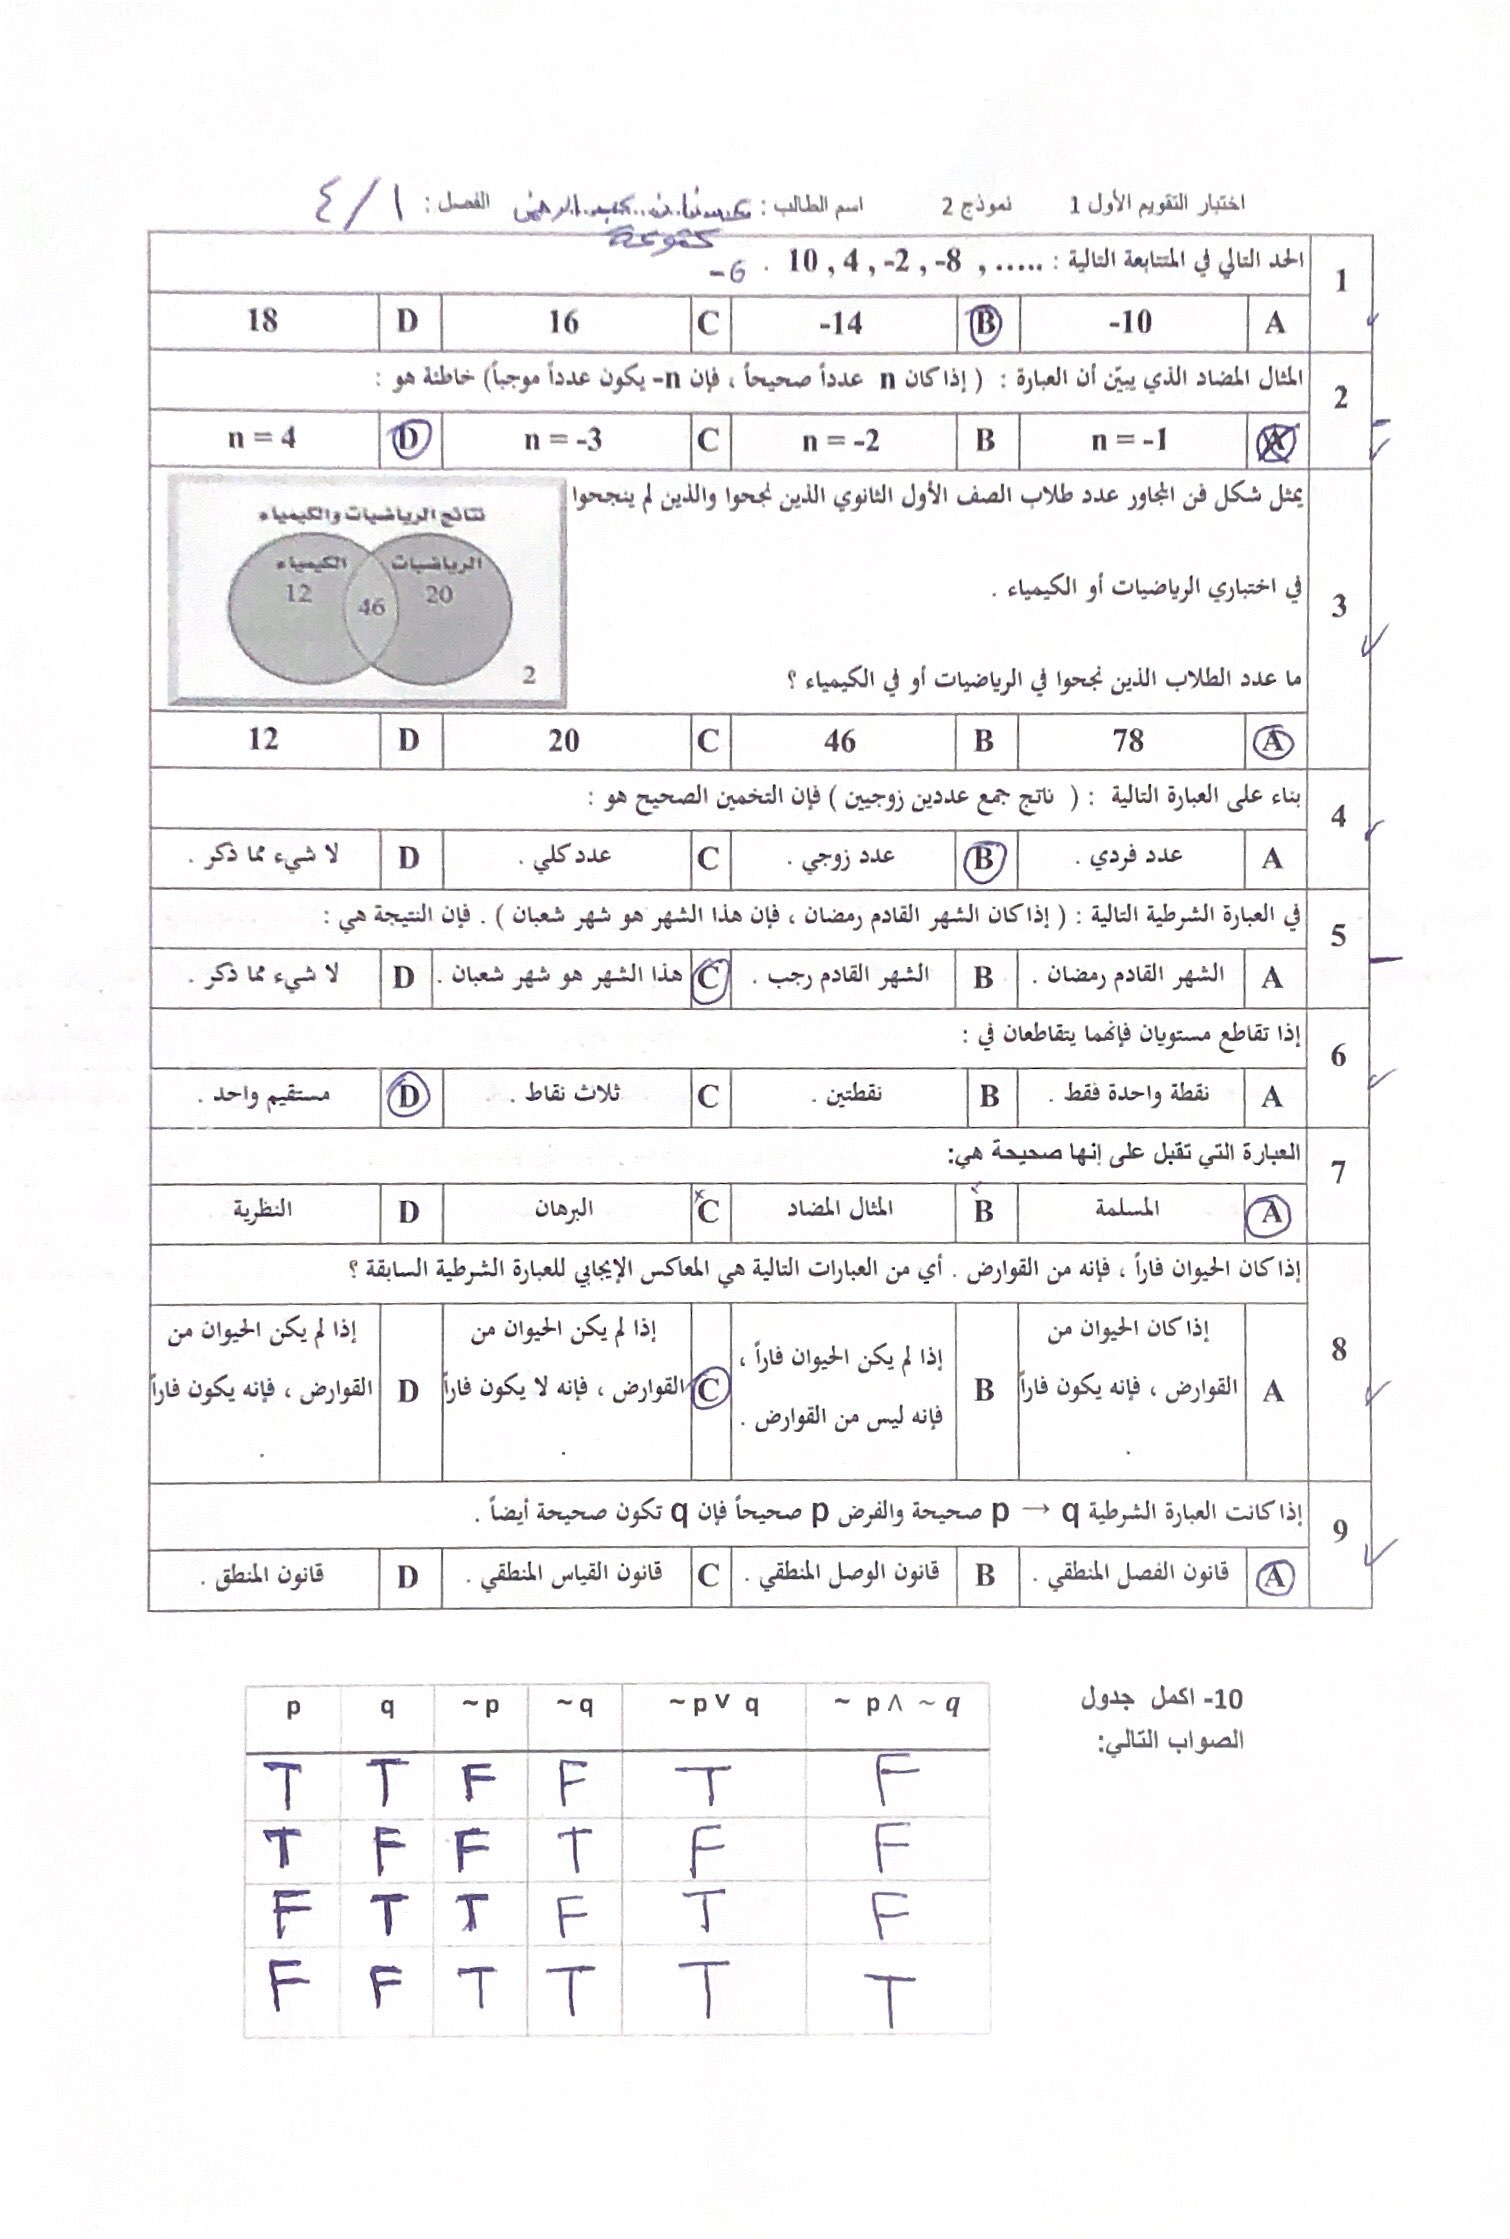 اختبار التقويم الأول 1 نموذج 2 اسم الطالب : عبد الرحمن الفصل : ٤/١
1 الحد التالي في المتتابعة التالية : 10 , 4 , -2 , -8 , ..... .
-6
A -10 B -14 C 16 D 18
2 المثال المضاد الذي يبيّن أن العبارة : ( إذا كان n عدداً صحيحاً ، فإن n- يكون عدداً موجباً) خاطئة هو :
A n = -1 B n = -2 C n = -3 D n = 4
3 يمثل شكل فن المجاور عدد طلاب الصف الأول الثانوي الذين نجحوا والذين لم ينجحوا
في اختباري الرياضيات أو الكيمياء .
ما عدد الطلاب الذين نجحوا في الرياضيات أو في الكيمياء ؟
نتائج الرياضيات والكيمياء
الرياضيات الكيمياء
20 46 12
2
A 78 B 46 C 20 D 12
4 بناء على العبارة التالية : ( ناتج جمع عددين زوجيين ) فإن التخمين الصحيح هو :
A عدد فردي . B عدد زوجي . C عدد كلي . D لا شيء مما ذكر .
5 في العبارة الشرطية التالية : ( إذا كان الشهر القادم رمضان ، فإن هذا الشهر هو شهر شعبان ) . فإن النتيجة هي :
A الشهر القادم رمضان . B الشهر القادم رجب . C هذا الشهر هو شهر شعبان . D لا شيء مما ذكر .
6 إذا تقاطع مستويان فإنهما يتقاطعان في :
A نقطة واحدة فقط . B نقطتين . C ثلاث نقاط . D مستقيم واحد .
7 العبارة التي تقبل على إنها صحيحة هي:
A المسلمة B المثال المضاد C البرهان D النظرية
8 إذا كان الحيوان فاراً ، فإنه من القوارض . أي من العبارات التالية هي المعاكس الإيجابي للعبارة الشرطية السابقة ؟
A إذا كان الحيوان من
القوارض ، فإنه يكون فاراً
.
B إذا لم يكن الحيوان فاراً ،
فإنه ليس من القوارض .
C إذا لم يكن الحيوان من
القوارض ، فإنه لا يكون فاراً
.
D إذا لم يكن الحيوان من
القوارض ، فإنه يكون فاراً
.
9 إذا كانت العبارة الشرطية p → q صحيحة والفرض p صحيحاً فإن q تكون صحيحة أيضاً .
A قانون الفصل المنطقي . B قانون الوصل المنطقي . C قانون القياس المنطقي . D قانون المنطق .
10- اكمل جدول
الصواب التالي:
p q ~p ~q ~p ∨ q ~ p ∧ ~ q
T T F F T F
T F F T F F
F T T F T F
F F T T T T